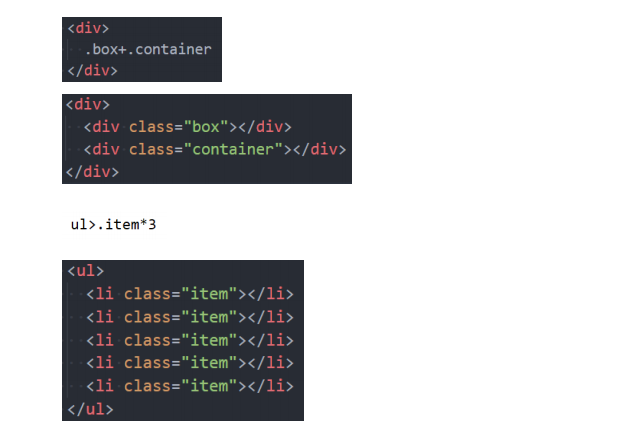 <div>
.box+.container
</div>
<div>
<div class="box"></div>
<div class="container"></div>
</div>
ul>.item*3
<ul>
<li class="item"></li>
<li class="item"></li>
<li class="item"></li>
<li class="item"></li>
<li class="item"></li>
</ul>